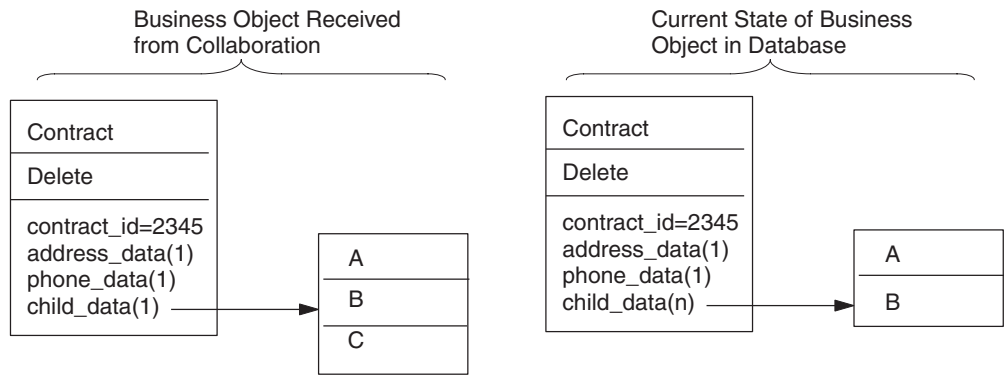 Business Object Received
from Collaboration
Contract
Delete
contract_id=2345
address_data(1)
phone_data(1)
child_data(1)
A
B
C
Current State of Business
Object in Database
Contract
Delete
contract_id=2345
address_data(1)
phone_data(1)
child_data(n)
A
B